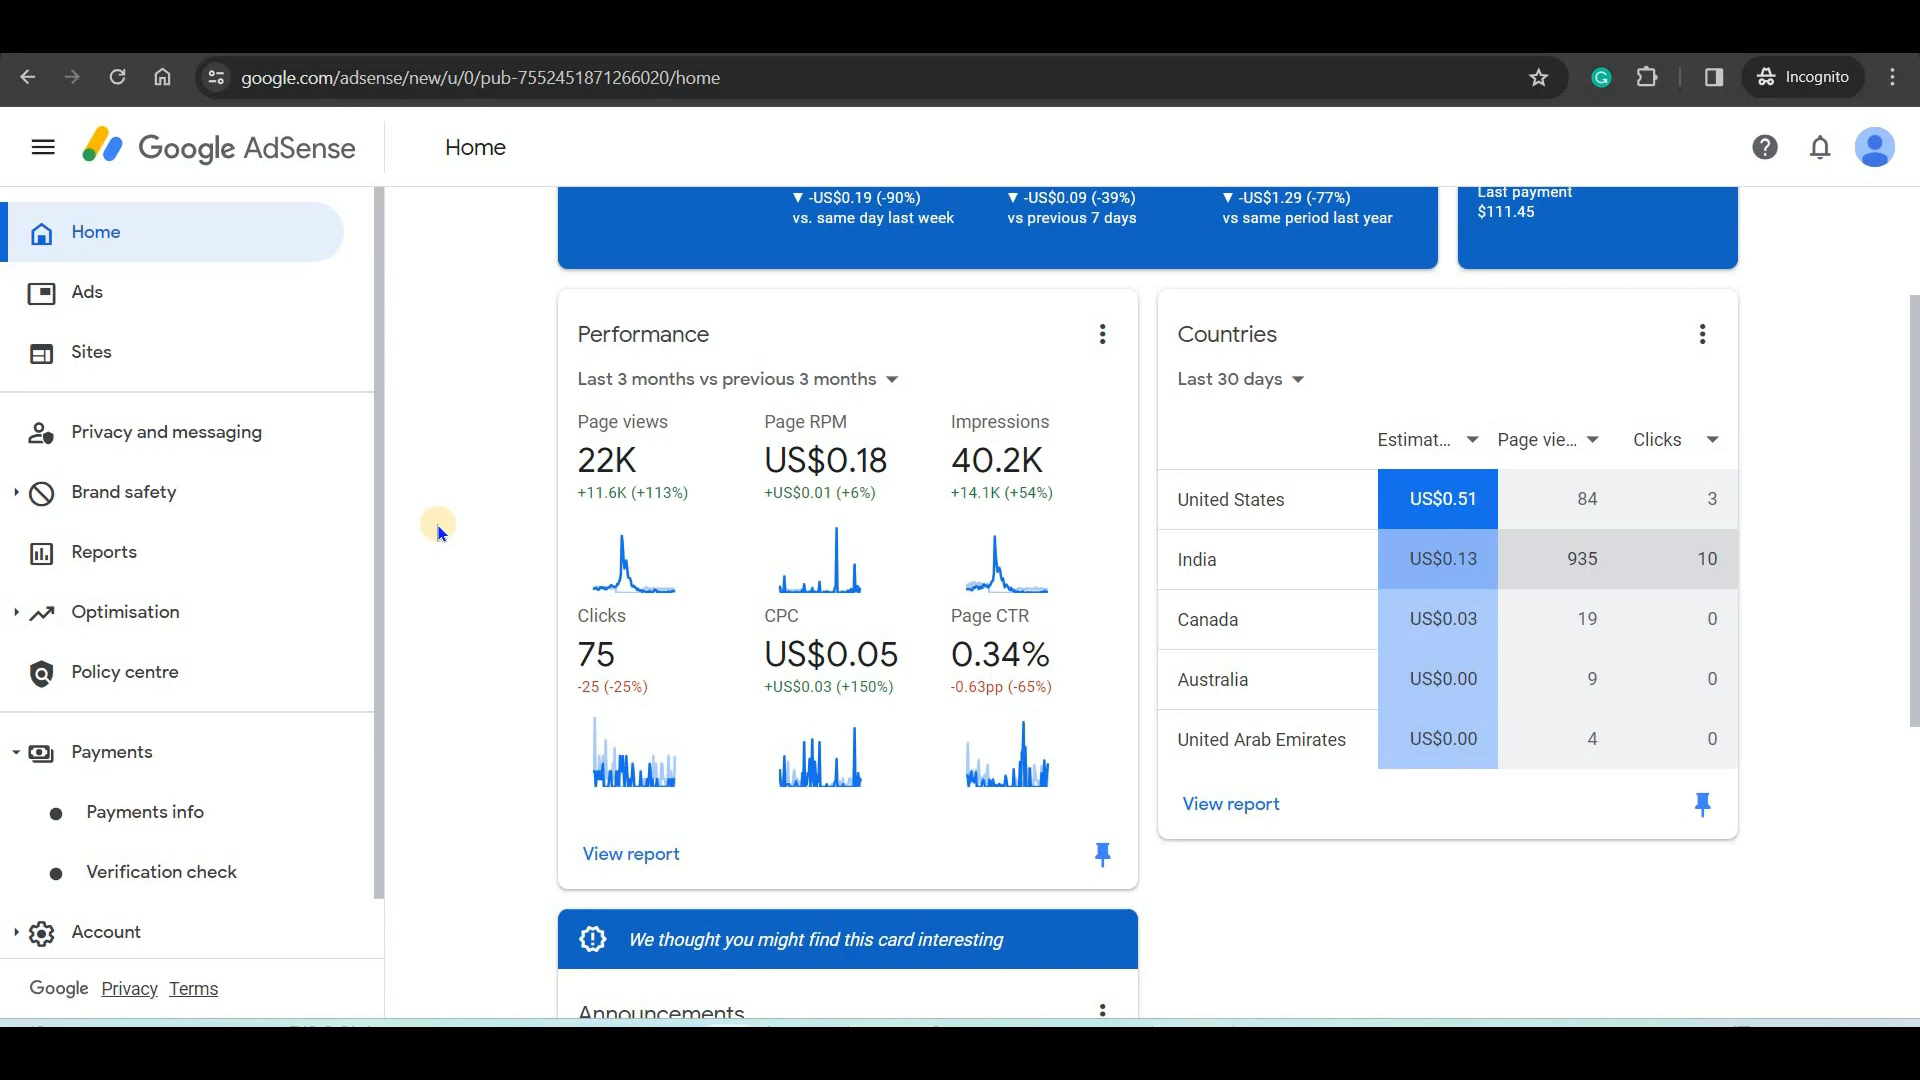 google.com/adsense/new/u/0/pub-7552451871266020/home
Incognito
Google AdSense
Home
Home
Ads
Sites
Privacy and messaging
Brand safety
Reports
Optimisation
Policy centre
Payments
Payments info
Verification check
Account
Google Privacy Terms
▼ -US$0.19 (-90%)
vs. same day last week
▼ -US$0.09 (-39%)
vs previous 7 days
▼ -US$1.29 (-77%)
vs same period last year
Last payment
$111.45
Performance
Last 3 months vs previous 3 months
Page views
22K
+11.6K (+113%)
Page RPM
US$0.18
+US$0.01 (+6%)
Impressions
40.2K
+14.1K (+54%)
Clicks
75
-25 (-25%)
CPC
US$0.05
+US$0.03 (+150%)
Page CTR
0.34%
-0.63pp (-65%)
View report
Countries
Last 30 days
Estimat... Page vie... Clicks
United States US$0.51 84 3
India US$0.13 935 10
Canada US$0.03 19 0
Australia US$0.00 9 0
United Arab Emirates US$0.00 4 0
View report
We thought you might find this card interesting
Announcements